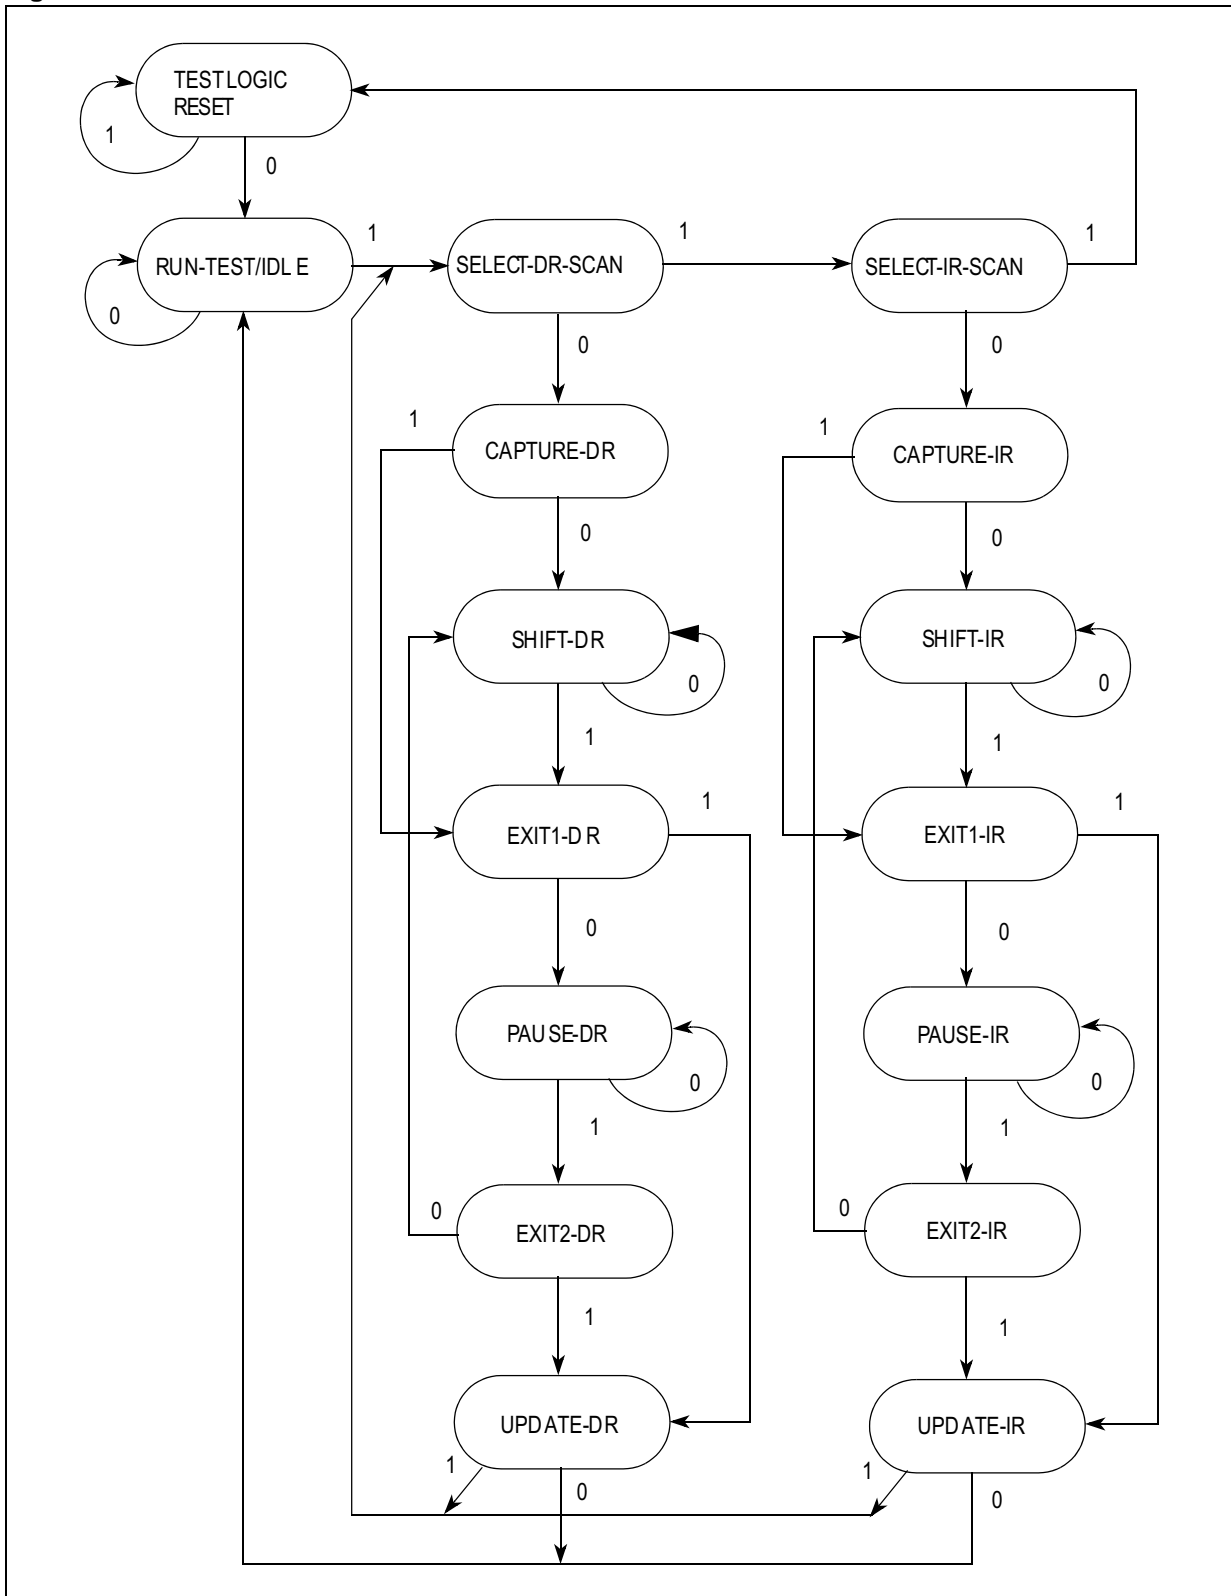 TESTLOGIC
RESET
1
0
RUN-TEST/IDLE
1
SELECT-DR-SCAN
1
SELECT-IR-SCAN
1
0
0
0
1
CAPTURE-DR
1
CAPTURE-IR
0
0
SHIFT-DR
0
SHIFT-IR
0
1
1
EXIT1-DR
1
EXIT1-IR
1
0
0
PAUSE-DR
0
PAUSE-IR
0
1
1
0
EXIT2-DR
0
EXIT2-IR
1
1
UPDATE-DR
UPDATE-IR
1
0
1
0